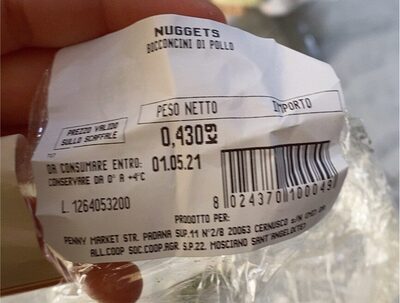 NUGGETS
BOCCONCINI DI POLLO
PREZZO VALIDO
SULLO SCAFFALE
PESO NETTO IMPORTO
0,430KG
DA CONSUMARE ENTRO: 01.05.21
CONSERVARE DA 0° A +4°C
L. 1264053200
8 024370 100049
PRODOTTO PER:
PENNY MARKET STR. PADANA SUP.11 N°2/B 20063 CERNUSCO S/N
ALL.COOP SOC.COOP.AGR. S.P.22. MOSCIANO SANT'ANGELO(TE)